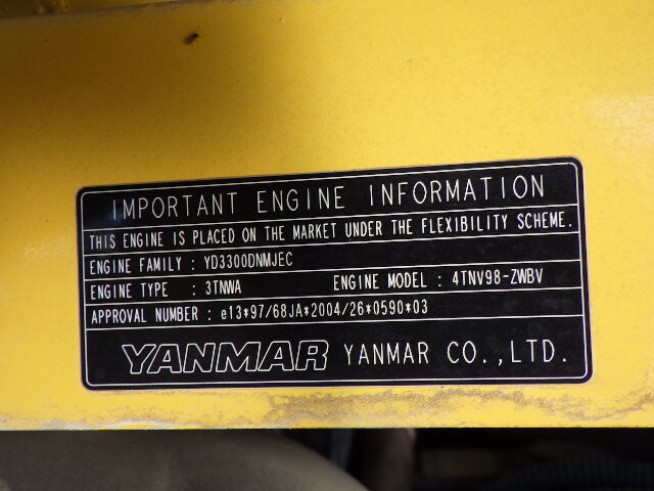 IMPORTANT ENGINE INFORMATION
THIS ENGINE IS PLACED ON THE MARKET UNDER THE FLEXIBILITY SCHEME.
ENGINE FAMILY : YD3300DNMJEC
ENGINE TYPE : 3TNWA ENGINE MODEL : 4TNV98-ZWBV
APPROVAL NUMBER : e13*97/68JA*2004/26*0590*03
YANMAR YANMAR CO.,LTD.